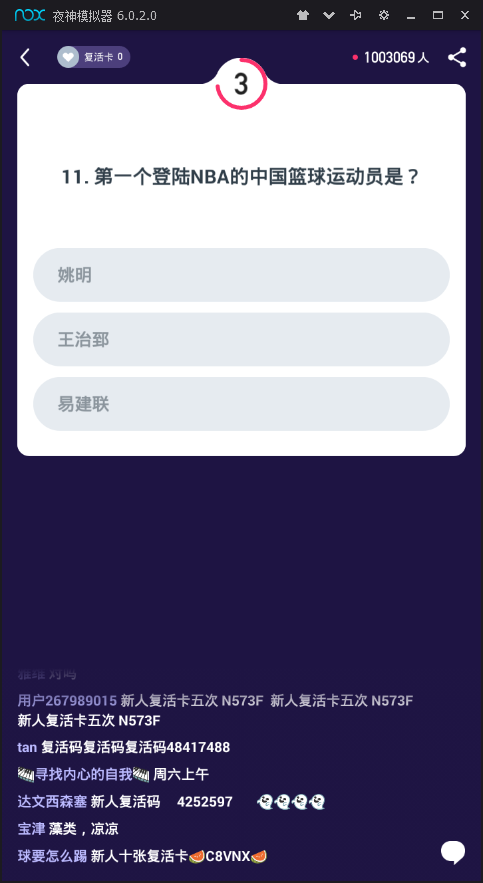 nox 夜神模拟器 6.0.2.0
复活卡 0
1003069 人
3
11. 第一个登陆NBA的中国篮球运动员是？
姚明
王治郅
易建联
用户267989015 新人复活卡五次 N573F 新人复活卡五次 N573F
新人复活卡五次 N573F
tan 复活码复活码复活码48417488
寻找内心的自我 周六上午
达文西森塞 新人复活码 4252597 👻👻👻👻
宝津 藻类，凉凉
球要怎么踢 新人十张复活卡🍉C8VNX🍉